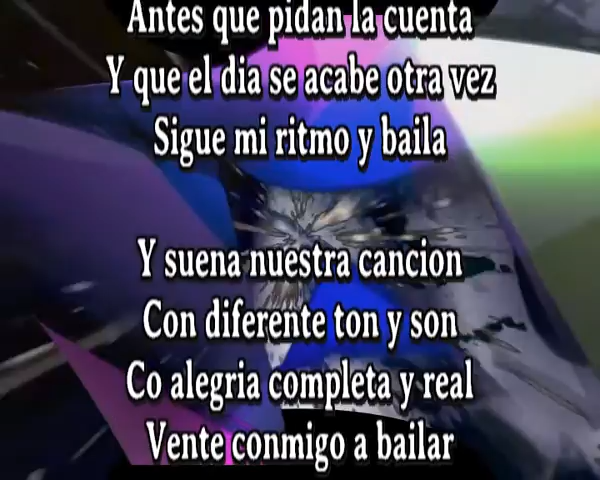 Antes que pidan la cuenta
Y que el dia se acabe otra vez
Sigue mi ritmo y baila
Y suena nuestra cancion
Con diferente ton y son
Co alegria completa y real
Vente conmigo a bailar